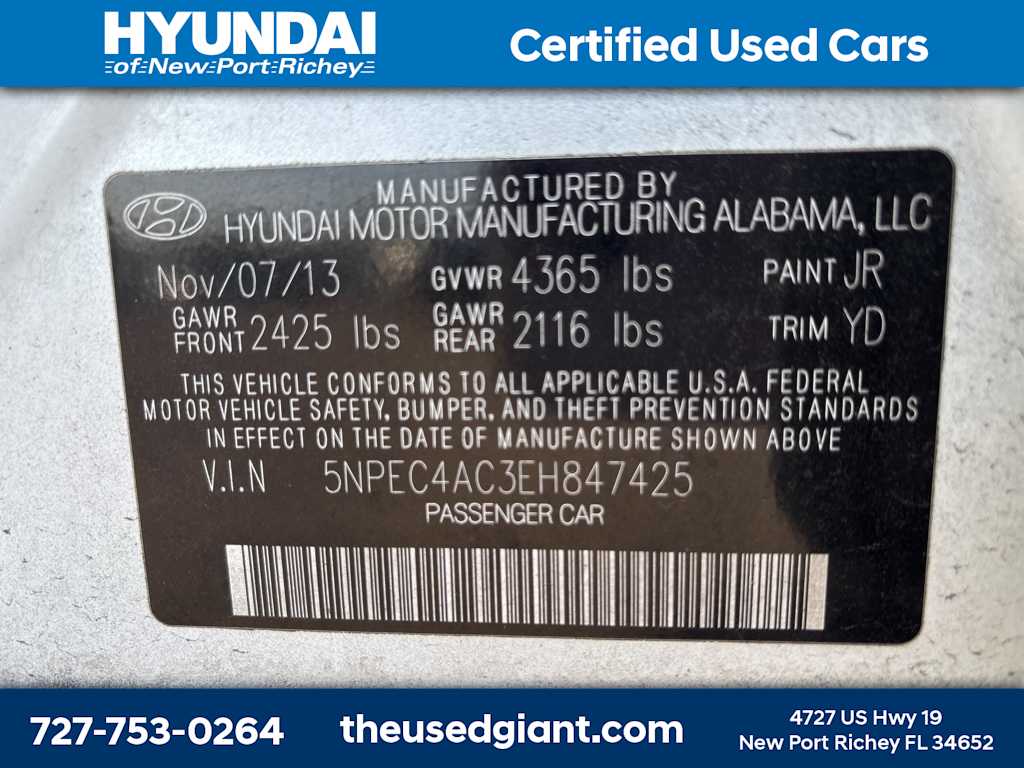 HYUNDAI
of New Port Richey
Certified Used Cars
MANUFACTURED BY
HYUNDAI MOTOR MANUFACTURING ALABAMA, LLC
Nov/07/13 GVWR 4365 lbs PAINT JR
GAWR FRONT 2425 lbs GAWR REAR 2116 lbs TRIM YD
THIS VEHICLE CONFORMS TO ALL APPLICABLE U.S.A. FEDERAL
MOTOR VEHICLE SAFETY, BUMPER, AND THEFT PREVENTION STANDARDS
IN EFFECT ON THE DATE OF MANUFACTURE SHOWN ABOVE
V.I.N 5NPEC4AC3EH847425
PASSENGER CAR
727-753-0264
theusedgiant.com
4727 US Hwy 19
New Port Richey FL 34652